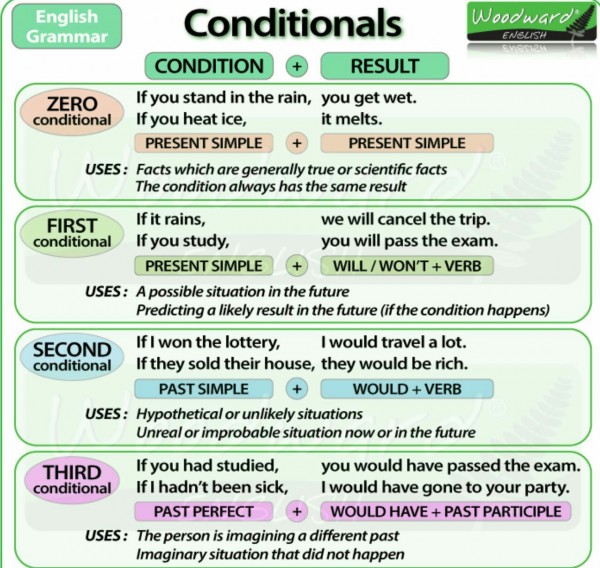 English
Grammar
Conditionals
Woodward®
ENGLISH
CONDITION + RESULT
ZERO
conditional
If you stand in the rain, you get wet.
If you heat ice, it melts.
PRESENT SIMPLE + PRESENT SIMPLE
USES : Facts which are generally true or scientific facts
The condition always has the same result
FIRST
conditional
If it rains, we will cancel the trip.
If you study, you will pass the exam.
PRESENT SIMPLE + WILL / WON'T + VERB
USES : A possible situation in the future
Predicting a likely result in the future (if the condition happens)
SECOND
conditional
If I won the lottery, I would travel a lot.
If they sold their house, they would be rich.
PAST SIMPLE + WOULD + VERB
USES : Hypothetical or unlikely situations
Unreal or improbable situation now or in the future
THIRD
conditional
If you had studied, you would have passed the exam.
If I hadn't been sick, I would have gone to your party.
PAST PERFECT + WOULD HAVE + PAST PARTICIPLE
USES : The person is imagining a different past
Imaginary situation that did not happen